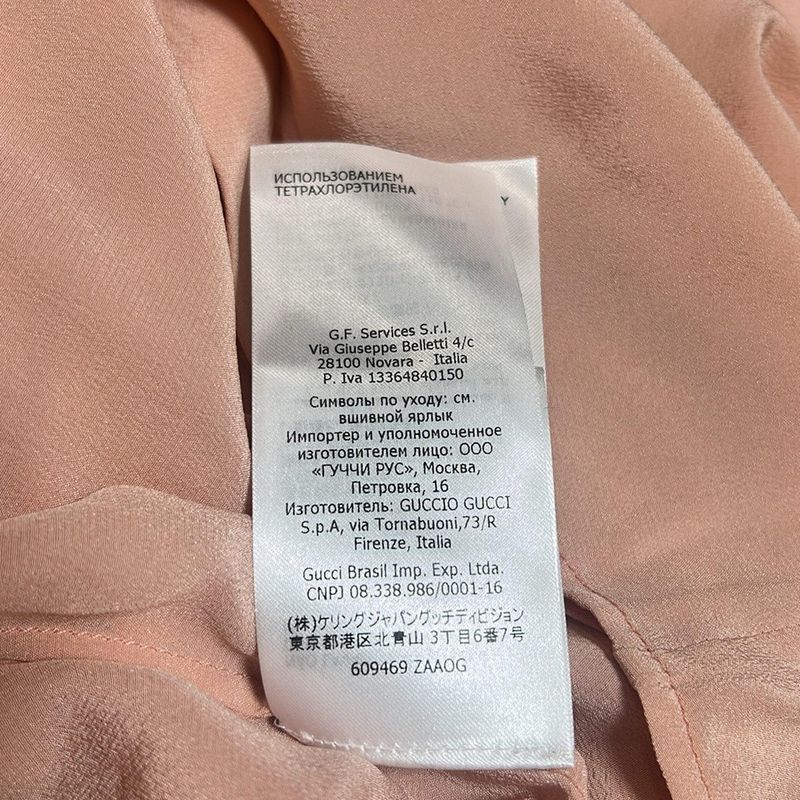 ИСПОЛЬЗОВАНИЕМ
ТЕТРАХЛОРЭТИЛЕНА
Y
G.F. Services S.r.l.
Via Giuseppe Belletti 4/c
28100 Novara - Italia
P. Iva 13364840150
Символы по уходу: см.
вшивной ярлык
Импортер и уполномоченное
изготовителем лицо: ООО
«ГУЧЧИ РУС», Москва,
Петровка, 16
Изготовитель: GUCCIO GUCCI
S.p.A, via Tornabuoni,73/R
Firenze, Italia
Gucci Brasil Imp. Exp. Ltda.
CNPJ 08.338.986/0001-16
(株)ケリングジャパングッチディビジョン
東京都港区北青山 3丁目6番7号
609469 ZAAOG